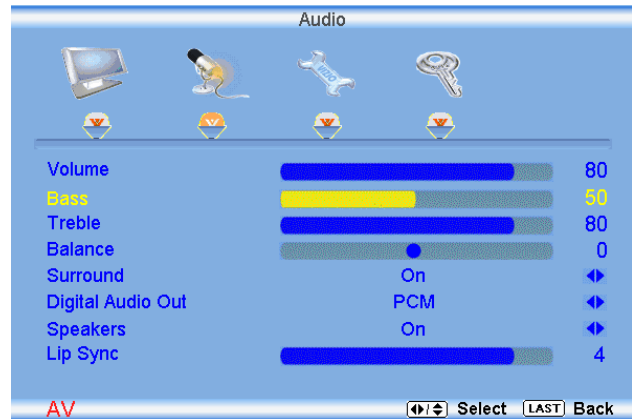 Audio
Volume 80
Bass 50
Treble 80
Balance 0
Surround On
Digital Audio Out PCM
Speakers On
Lip Sync 4
AV Select LAST Back